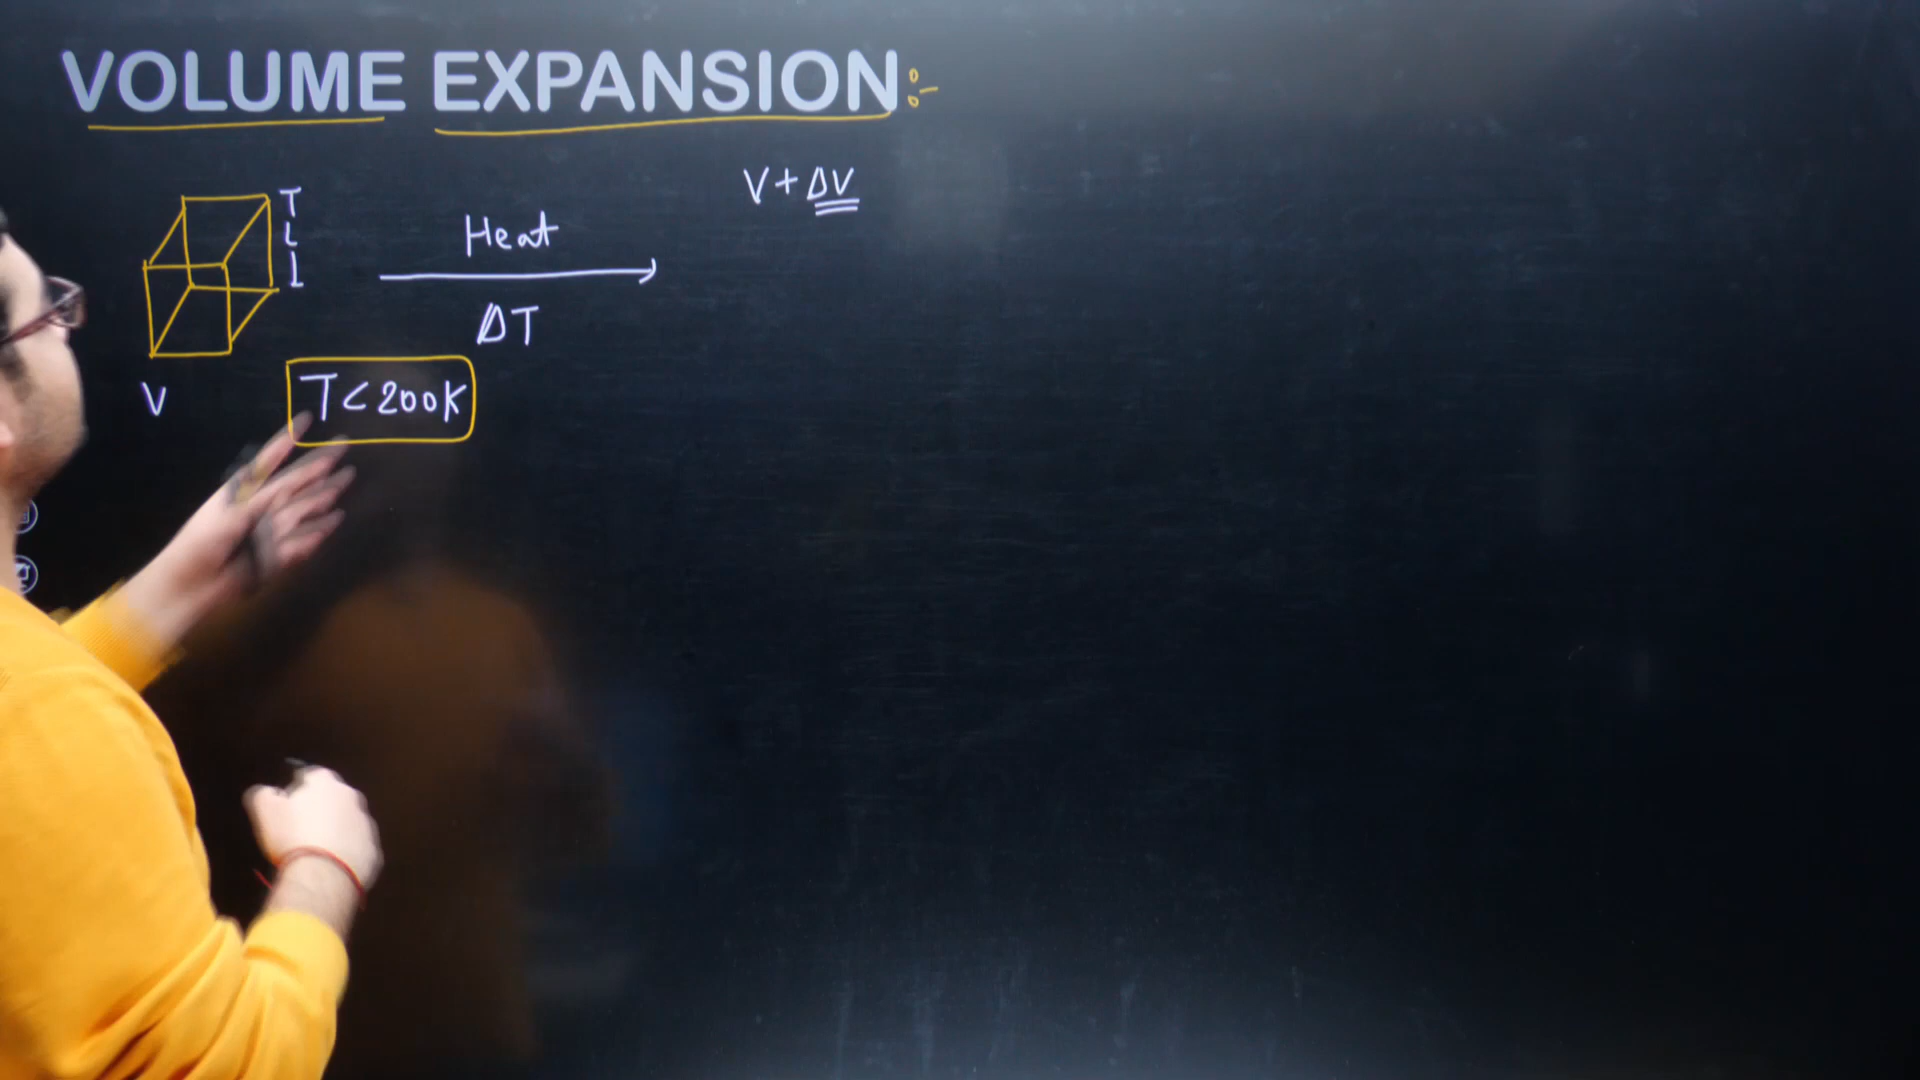 VOLUME EXPANSION:-
V + ΔV
Heat
ΔT
V
T < 200K